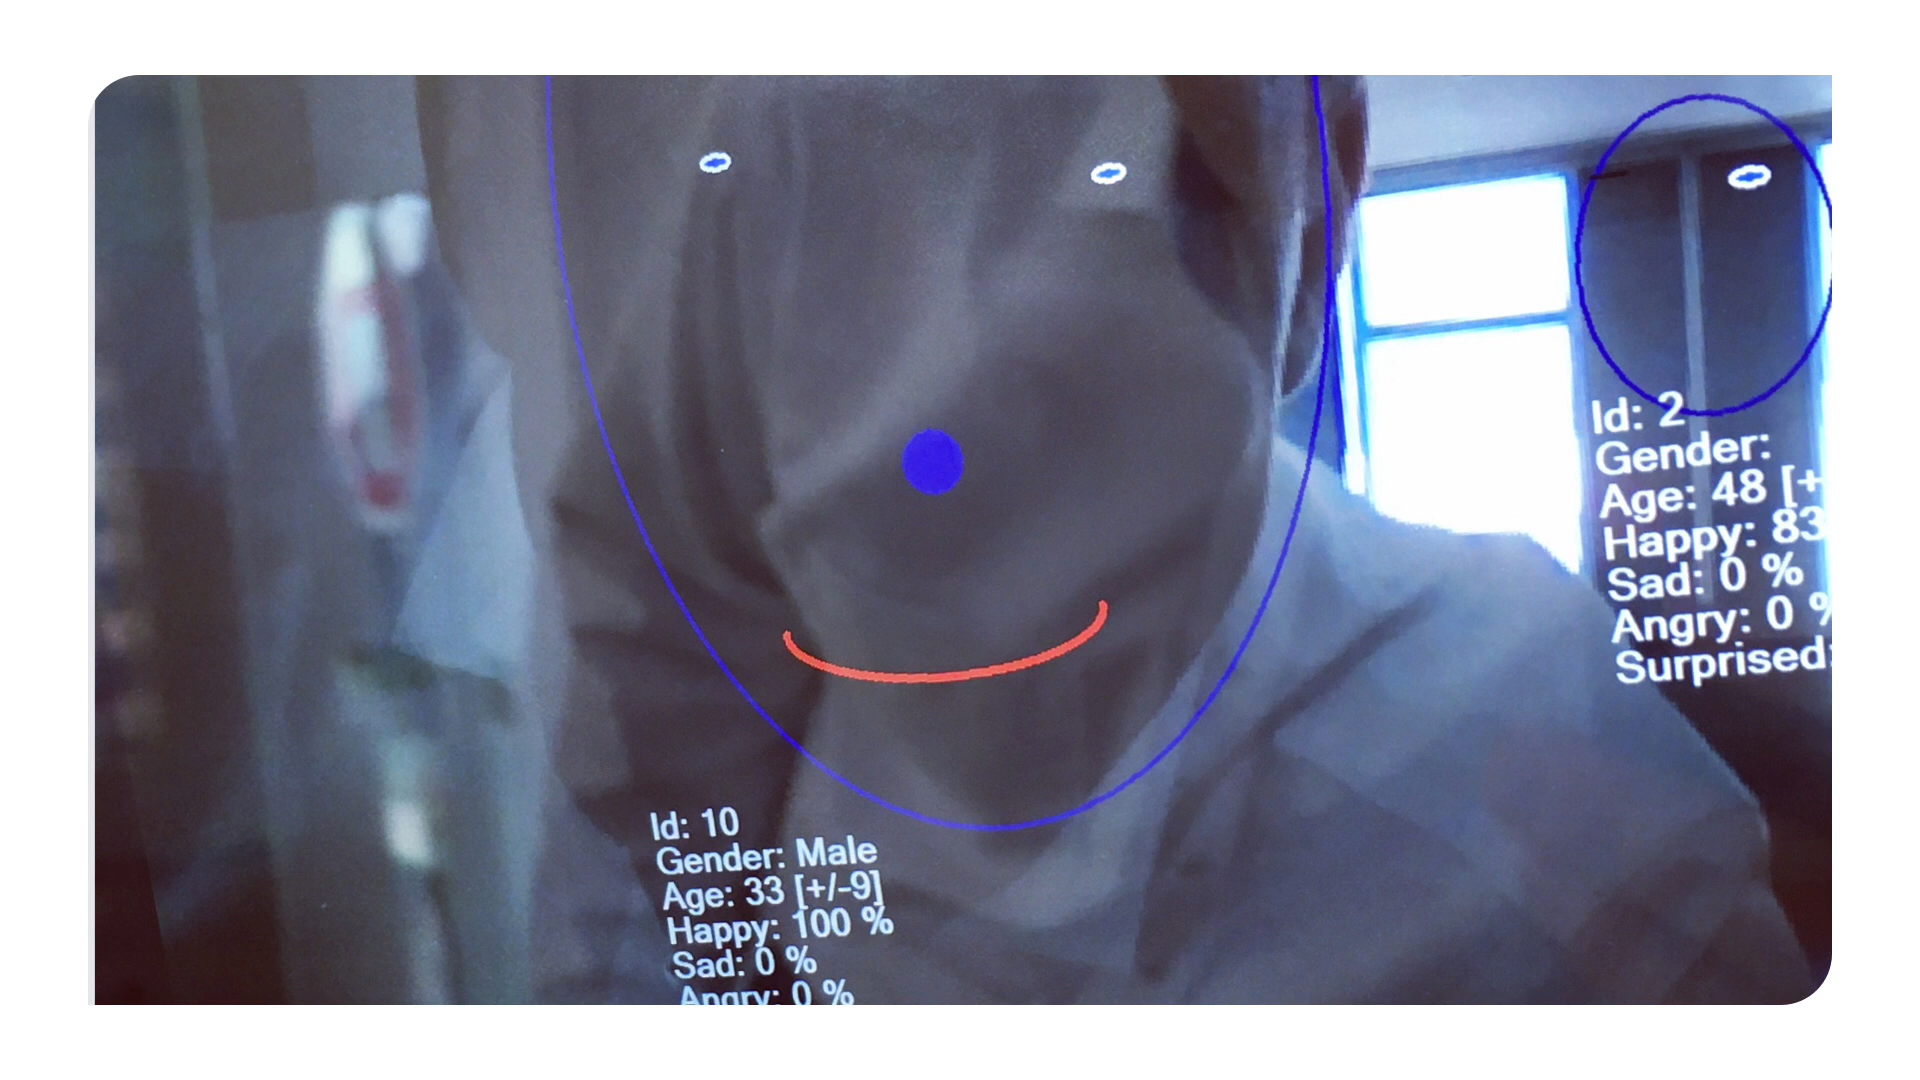 Id: 10
Gender: Male
Age: 33 [+/-9]
Happy: 100 %
Sad: 0 %
Angry: 0 %
Id: 2
Gender:
Age: 48 [+
Happy: 83
Sad: 0 %
Angry: 0 %
Surprised: